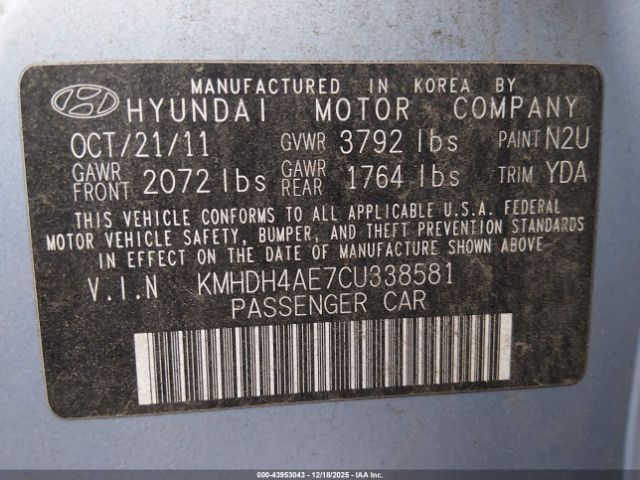 MANUFACTURED IN KOREA BY
HYUNDAI MOTOR COMPANY
OCT/21/11 GVWR 3792 lbs PAINT N2U
GAWR FRONT 2072 lbs GAWR REAR 1764 lbs TRIM YDA
THIS VEHICLE CONFORMS TO ALL APPLICABLE U.S.A. FEDERAL
MOTOR VEHICLE SAFETY, BUMPER, AND THEFT PREVENTION STANDARDS
IN EFFECT ON THE DATE OF MANUFACTURE SHOWN ABOVE.
V.I.N KMHDH4AE7CU338581
PASSENGER CAR
000-43953043 - 12/18/2025 - IAAI, Inc.